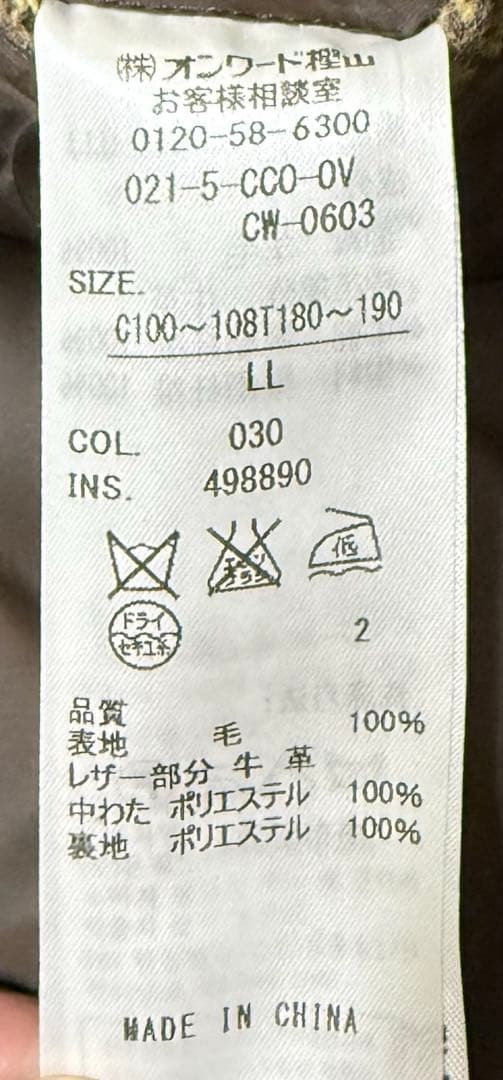 (株)オンワード樫山
お客様相談室
0120-58-6300
021-5-CCO-OV
CW-0603
SIZE.
C100～108T180～190
LL
COL. 030
INS. 498890
低
ドライ
セキユ系
2
品質
表地 毛 100%
レザー部分 牛 革
中わた ポリエステル 100%
裏地 ポリエステル 100%
MADE IN CHINA